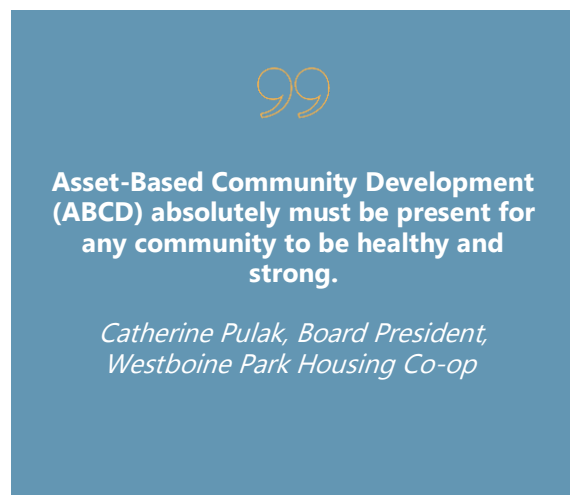 ”
Asset-Based Community Development
(ABCD) absolutely must be present for
any community to be healthy and
strong.
Catherine Pulak, Board President,
Westboine Park Housing Co-op